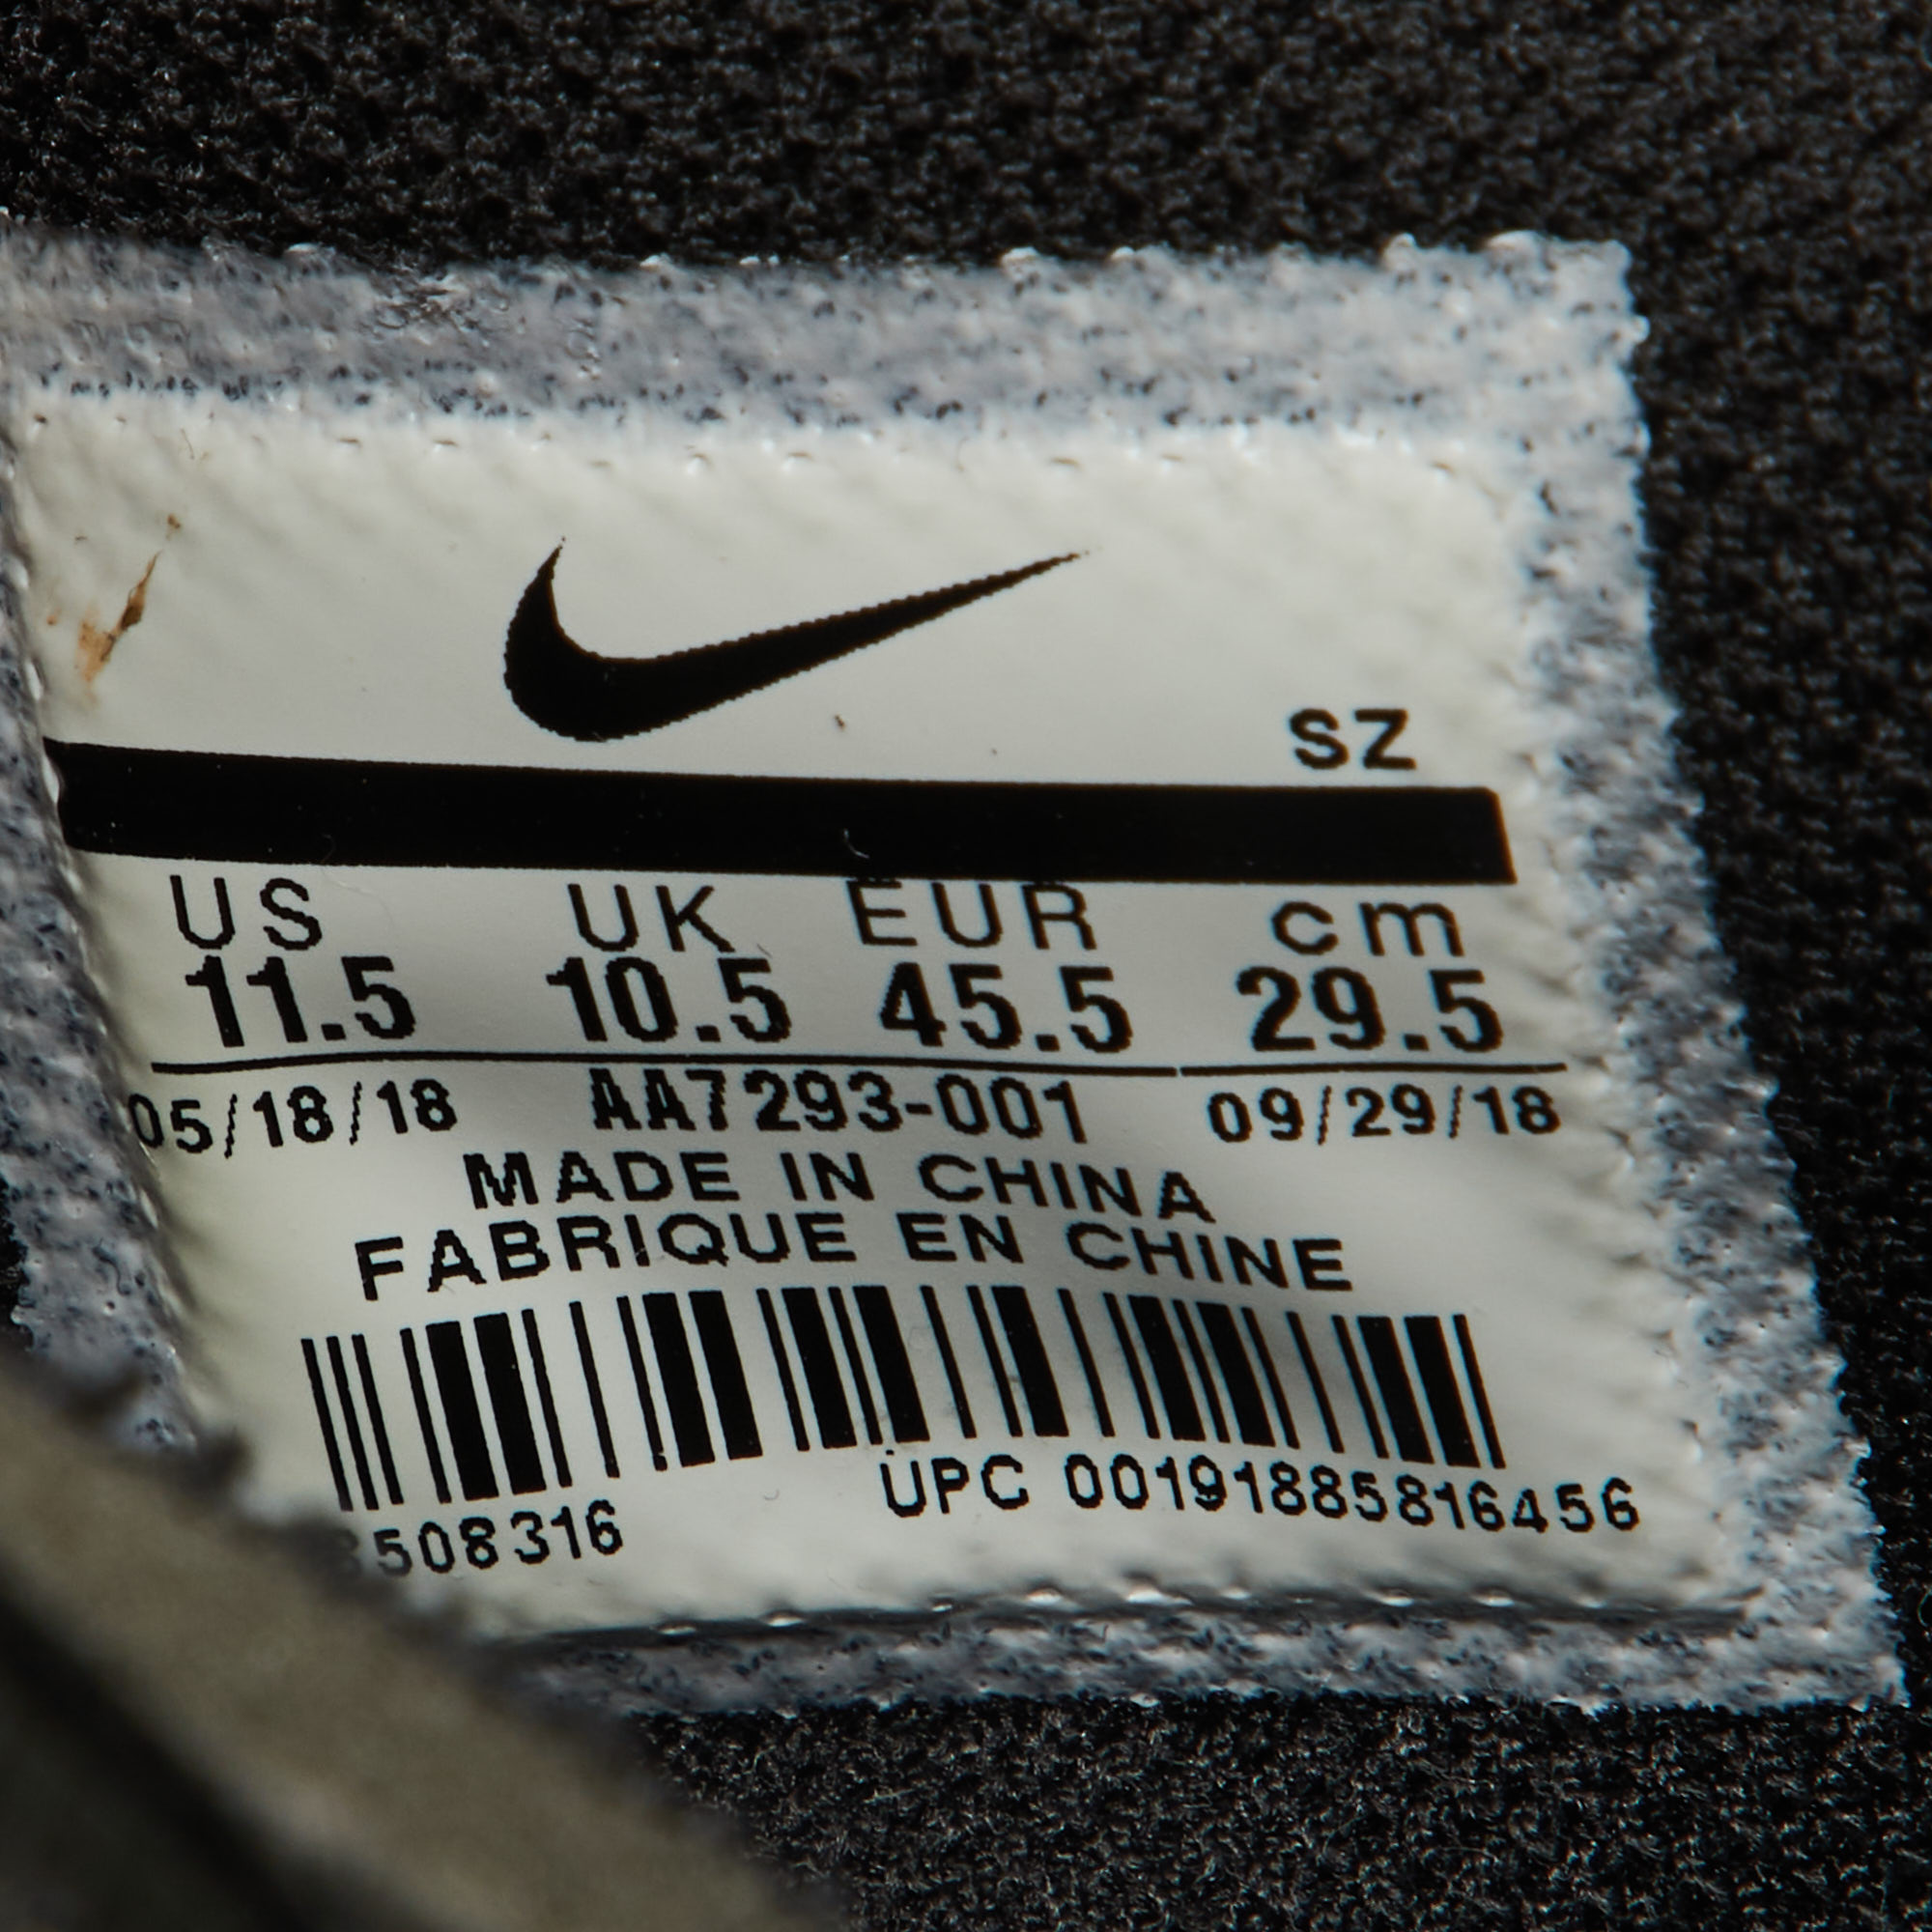 SZ
US UK EUR cm
11.5 10.5 45.5 29.5
05/18/18 AA7293-001 09/29/18
MADE IN CHINA
FABRIQUE EN CHINE
UPC 00191885816456
508316